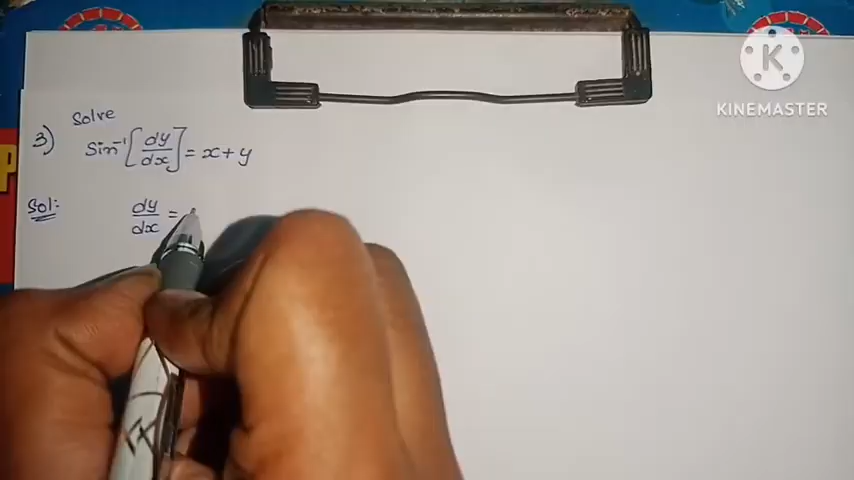 Solve
3) Sin⁻¹ [dy/dx] = x + y
Sol: dy/dx =
KINEMASTER